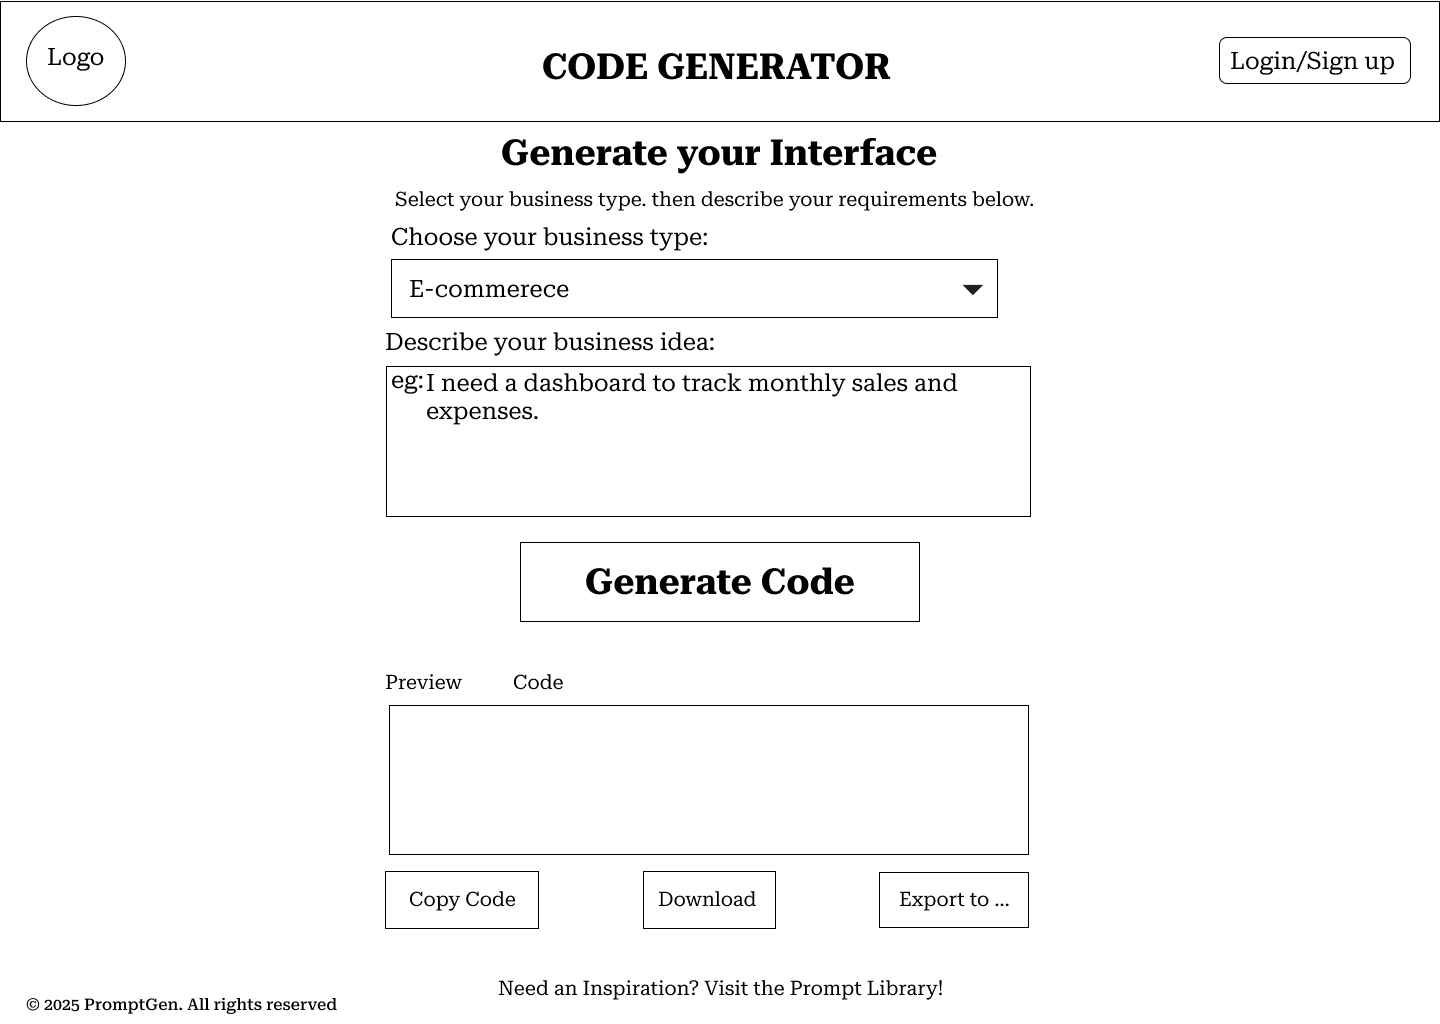 Logo
CODE GENERATOR
Login/Sign up
Generate your Interface
Select your business type. then describe your requirements below.
Choose your business type:
E-commerece
Describe your business idea:
eg: I need a dashboard to track monthly sales and
expenses.
Generate Code
Preview
Code
Copy Code
Download
Export to ...
Need an Inspiration? Visit the Prompt Library!
© 2025 PromptGen. All rights reserved